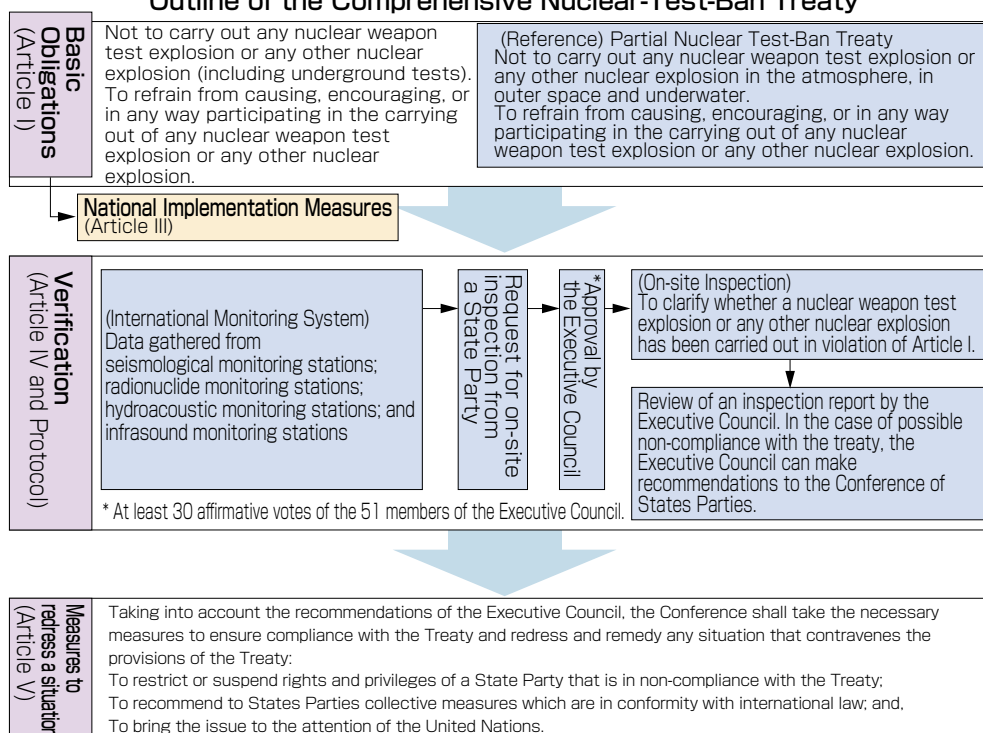 Outline of the Comprehensive Nuclear-Test-Ban Treaty
Basic
Obligations
(Article I)
Not to carry out any nuclear weapon
test explosion or any other nuclear
explosion (including underground tests).
To refrain from causing, encouraging, or
in any way participating in the carrying
out of any nuclear weapon test
explosion or any other nuclear
explosion.
(Reference) Partial Nuclear Test-Ban Treaty
Not to carry out any nuclear weapon test explosion or
any other nuclear explosion in the atmosphere, in
outer space and underwater.
To refrain from causing, encouraging, or in any way
participating in the carrying out of any nuclear
weapon test explosion or any other nuclear explosion.
National Implementation Measures
(Article III)
Verification
(Article IV and Protocol)
(International Monitoring System)
Data gathered from
seismological monitoring stations;
radionuclide monitoring stations;
hydroacoustic monitoring stations; and
infrasound monitoring stations
Request for on-site
inspection from
a State Party
*Approval by
the Executive Council
(On-site Inspection)
To clarify whether a nuclear weapon test
explosion or any other nuclear explosion
has been carried out in violation of Article I.
Review of an inspection report by the
Executive Council. In the case of possible
non-compliance with the treaty, the
Executive Council can make
recommendations to the Conference of
States Parties.
* At least 30 affirmative votes of the 51 members of the Executive Council.
Measures to
redress a situation
(Article V)
Taking into account the recommendations of the Executive Council, the Conference shall take the necessary
measures to ensure compliance with the Treaty and redress and remedy any situation that contravenes the
provisions of the Treaty:
To restrict or suspend rights and privileges of a State Party that is in non-compliance with the Treaty;
To recommend to States Parties collective measures which are in conformity with international law; and,
To bring the issue to the attention of the United Nations.